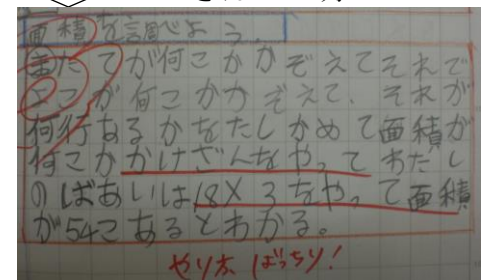 面積を調べよう。
またてが何こかかぞえてそれで
よこが何こかかぞえて、それが
何行あるかをたしかめて面積が
何こかかけざんをやってわたし
のばあいは18×3をやって面積
が54こあるとわかる。
やり方ばっちり!